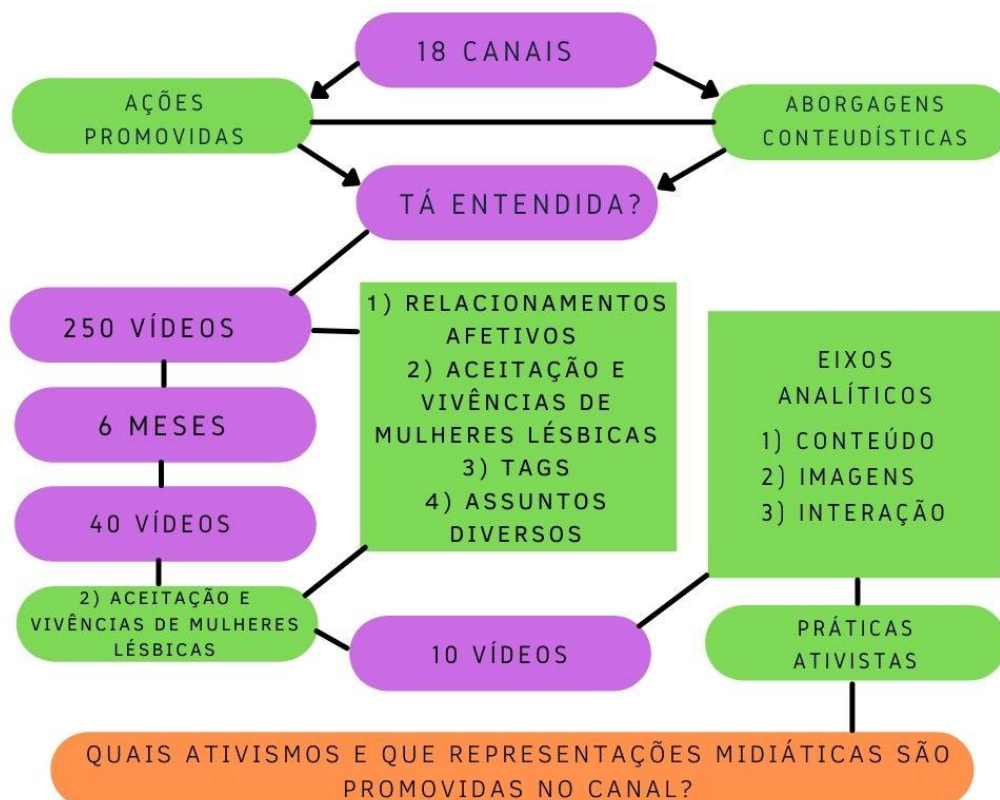 18 CANAIS
AÇÕES
PROMOVIDAS
ABORGAGENS
CONTEUDÍSTICAS
TÁ ENTENDIDA?
250 VÍDEOS
6 MESES
40 VÍDEOS
2) ACEITAÇÃO E
VIVÊNCIAS DE MULHERES
LÉSBICAS
1) RELACIONAMENTOS
AFETIVOS
2) ACEITAÇÃO E
VIVÊNCIAS DE
MULHERES LÉSBICAS
3) TAGS
4) ASSUNTOS
DIVERSOS
10 VÍDEOS
EIXOS
ANALÍTICOS
1) CONTEÚDO
2) IMAGENS
3) INTERAÇÃO
PRÁTICAS
ATIVISTAS
QUAIS ATIVISMOS E QUE REPRESENTAÇÕES MIDIÁTICAS SÃO
PROMOVIDAS NO CANAL?